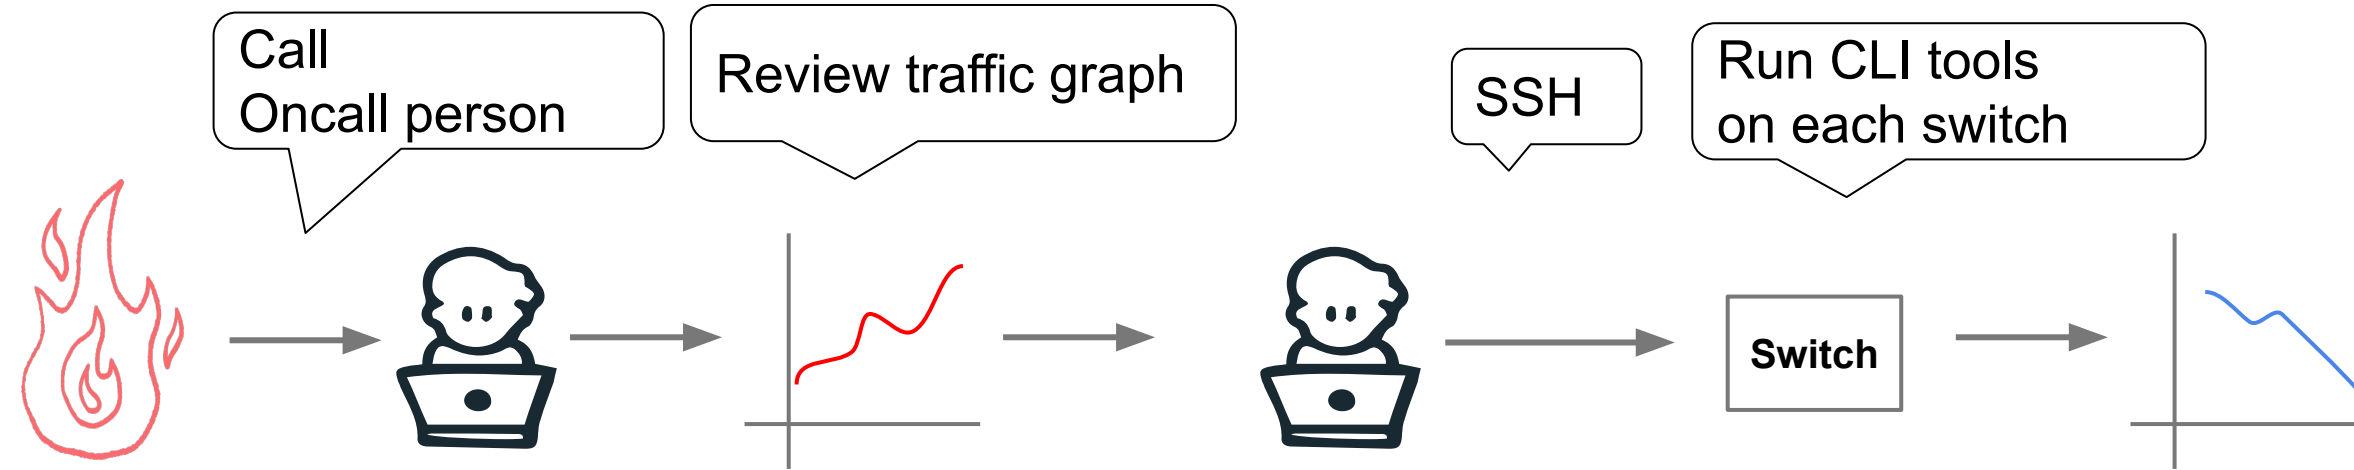 Call
Oncall person
Review traffic graph
SSH
Run CLI tools
on each switch
Switch